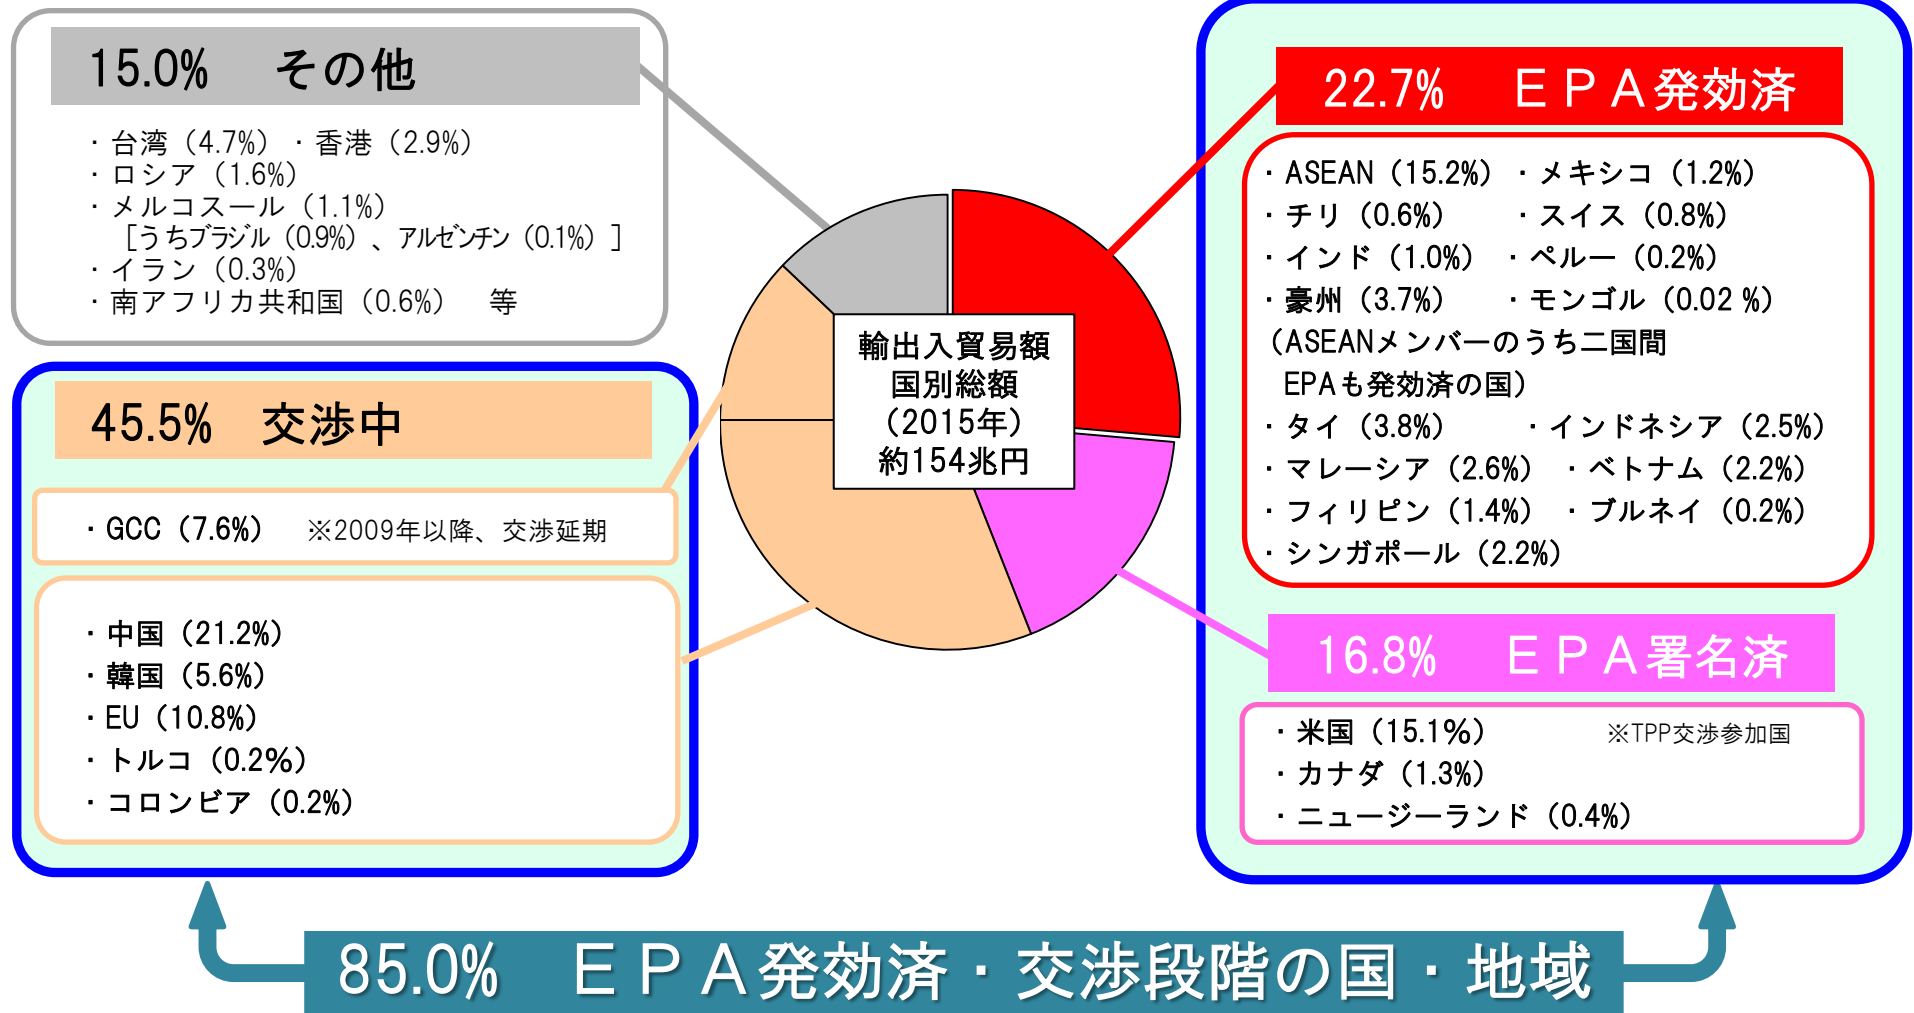 15.0% その他
・台湾（4.7%）・香港（2.9%）
・ロシア（1.6%）
・メルコスール（1.1%）
［うちブラジル（0.9%）、アルゼンチン（0.1%）］
・イラン（0.3%）
・南アフリカ共和国（0.6%） 等
45.5% 交渉中
・GCC（7.6%） ※2009年以降、交渉延期
・中国（21.2%）
・韓国（5.6%）
・EU（10.8%）
・トルコ（0.2%）
・コロンビア（0.2%）
輸出入貿易額
国別総額
（2015年）
約154兆円
22.7% ＥＰＡ発効済
・ASEAN（15.2%）・メキシコ（1.2%）
・チリ（0.6%） ・スイス（0.8%）
・インド（1.0%） ・ペルー（0.2%）
・豪州（3.7%） ・モンゴル（0.02 %）
（ASEANメンバーのうち二国間
EPAも発効済の国）
・タイ（3.8%） ・インドネシア（2.5%）
・マレーシア（2.6%） ・ベトナム（2.2%）
・フィリピン（1.4%） ・ブルネイ（0.2%）
・シンガポール（2.2%）
16.8% ＥＰＡ署名済
・米国（15.1%） ※TPP交渉参加国
・カナダ（1.3%）
・ニュージーランド（0.4%）
85.0% ＥＰＡ発効済・交渉段階の国・地域